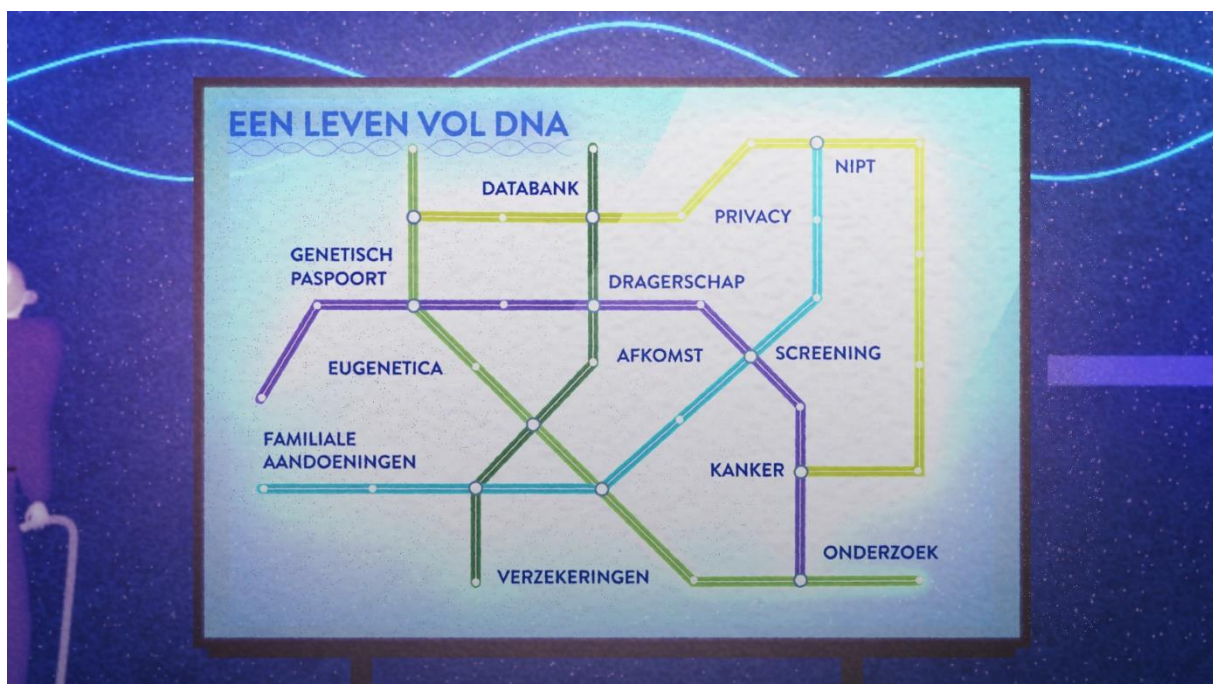 EEN LEVEN VOL DNA
NIPT
DATABANK
PRIVACY
GENETISCH
PASPOORT
DRAGERSCHAP
EUGENETICA
AFKOMST
SCREENING
FAMILIALE
AANDOENINGEN
KANKER
ONDERZOEK
VERZEKERINGEN